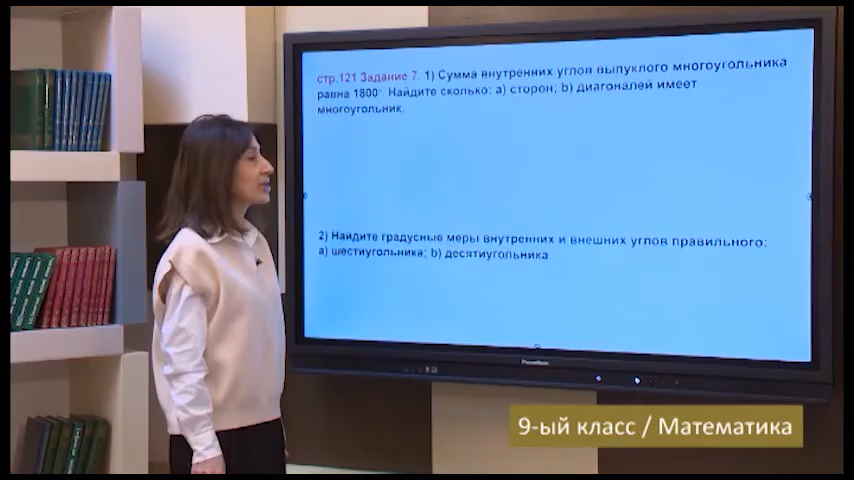 стр.121 Задание 7. 1) Сумма внутренних углов выпуклого многоугольника
равна 1800°. Найдите сколько: a) сторон; b) диагоналей имеет
многоугольник.
2) Найдите градусные меры внутренних и внешних углов правильного:
a) шестиугольника; b) десятиугольника
Promethean
9-ый класс / Математика